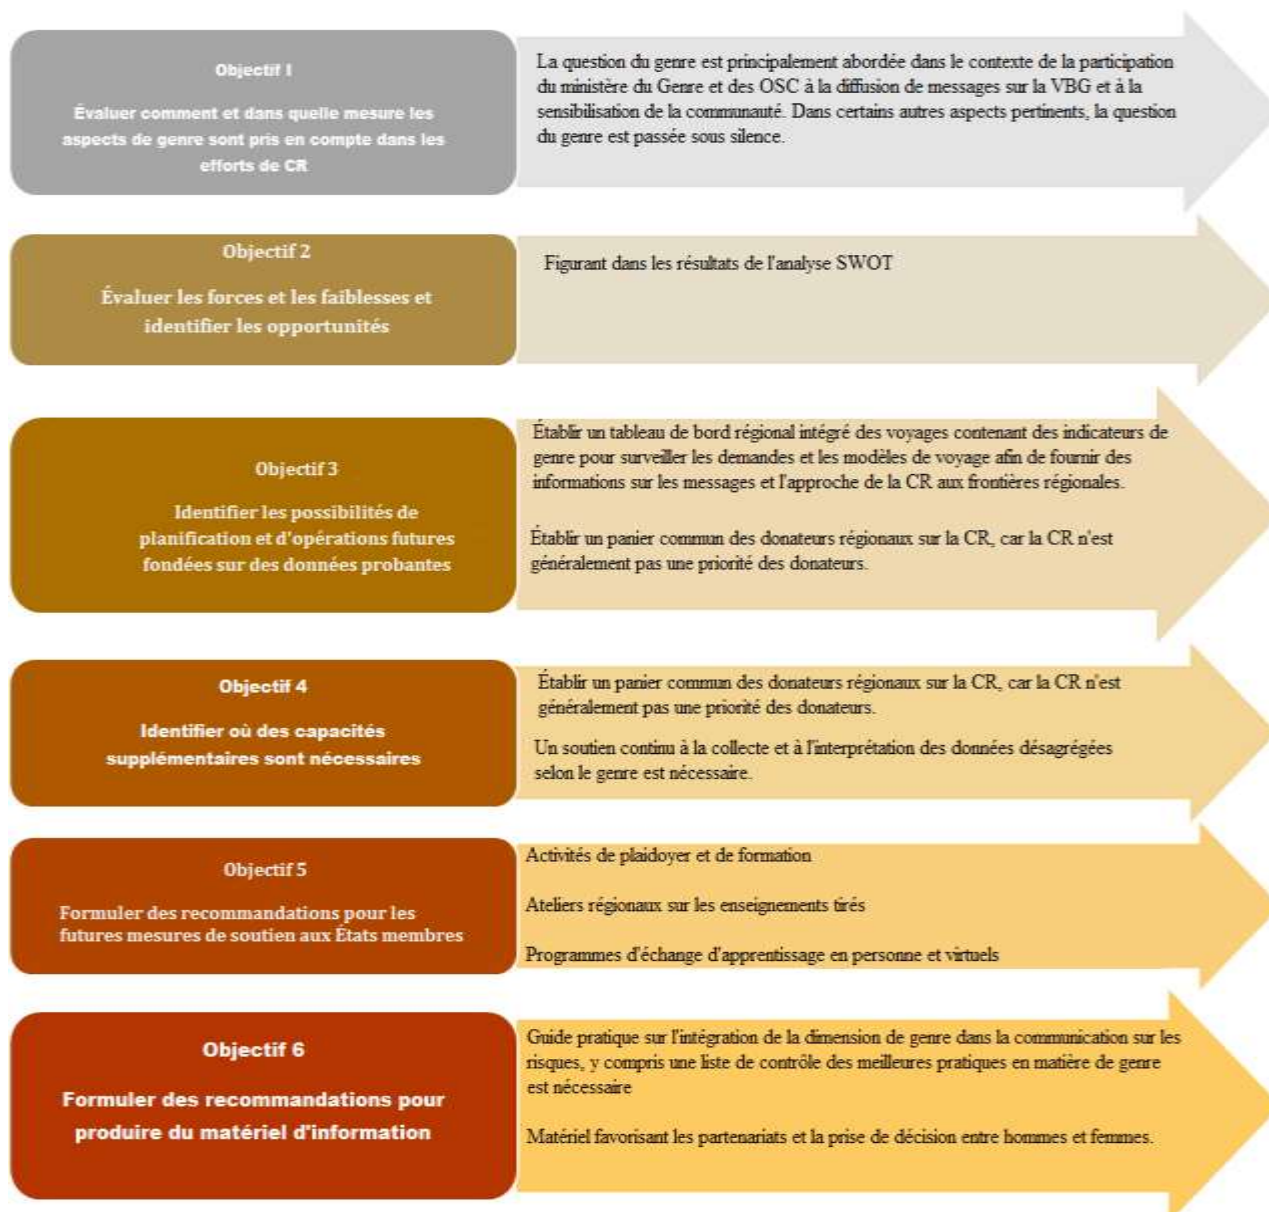 Objectif 1
Évaluer comment et dans quelle mesure les
aspects de genre sont pris en compte dans les
efforts de CR
La question du genre est principalement abordée dans le contexte de la participation
du ministère du Genre et des OSC à la diffusion de messages sur la VBG et à la
sensibilisation de la communauté. Dans certains autres aspects pertinents, la question
du genre est passée sous silence.
Objectif 2
Évaluer les forces et les faiblesses et
identifier les opportunités
Figurant dans les résultats de l'analyse SWOT
Objectif 3
Identifier les possibilités de
planification et d'opérations futures
fondées sur des données probantes
Établir un tableau de bord régional intégré des voyages contenant des indicateurs de
genre pour surveiller les demandes et les modèles de voyage afin de fournir des
informations sur les messages et l'approche de la CR aux frontières régionales.
Établir un panier commun des donateurs régionaux sur la CR, car la CR n'est
généralement pas une priorité des donateurs.
Objectif 4
Identifier où des capacités
supplémentaires sont nécessaires
Établir un panier commun des donateurs régionaux sur la CR, car la CR n'est
généralement pas une priorité des donateurs.
Un soutien continu à la collecte et à l'interprétation des données désagrégées
selon le genre est nécessaire.
Objectif 5
Formuler des recommandations pour les
futures mesures de soutien aux États membres
Activités de plaidoyer et de formation
Ateliers régionaux sur les enseignements tirés
Programmes d'échange d'apprentissage en personne et virtuels
Objectif 6
Formuler des recommandations pour
produire du matériel d'information
Guide pratique sur l'intégration de la dimension de genre dans la communication sur les
risques, y compris une liste de contrôle des meilleures pratiques en matière de genre
est nécessaire
Matériel favorisant les partenariats et la prise de décision entre hommes et femmes.